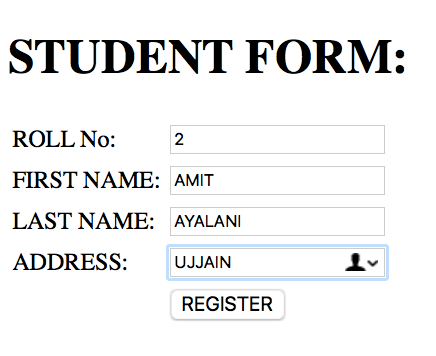 STUDENT FORM:
ROLL No: 2
FIRST NAME: AMIT
LAST NAME: AYALANI
ADDRESS: UJJAIN
REGISTER